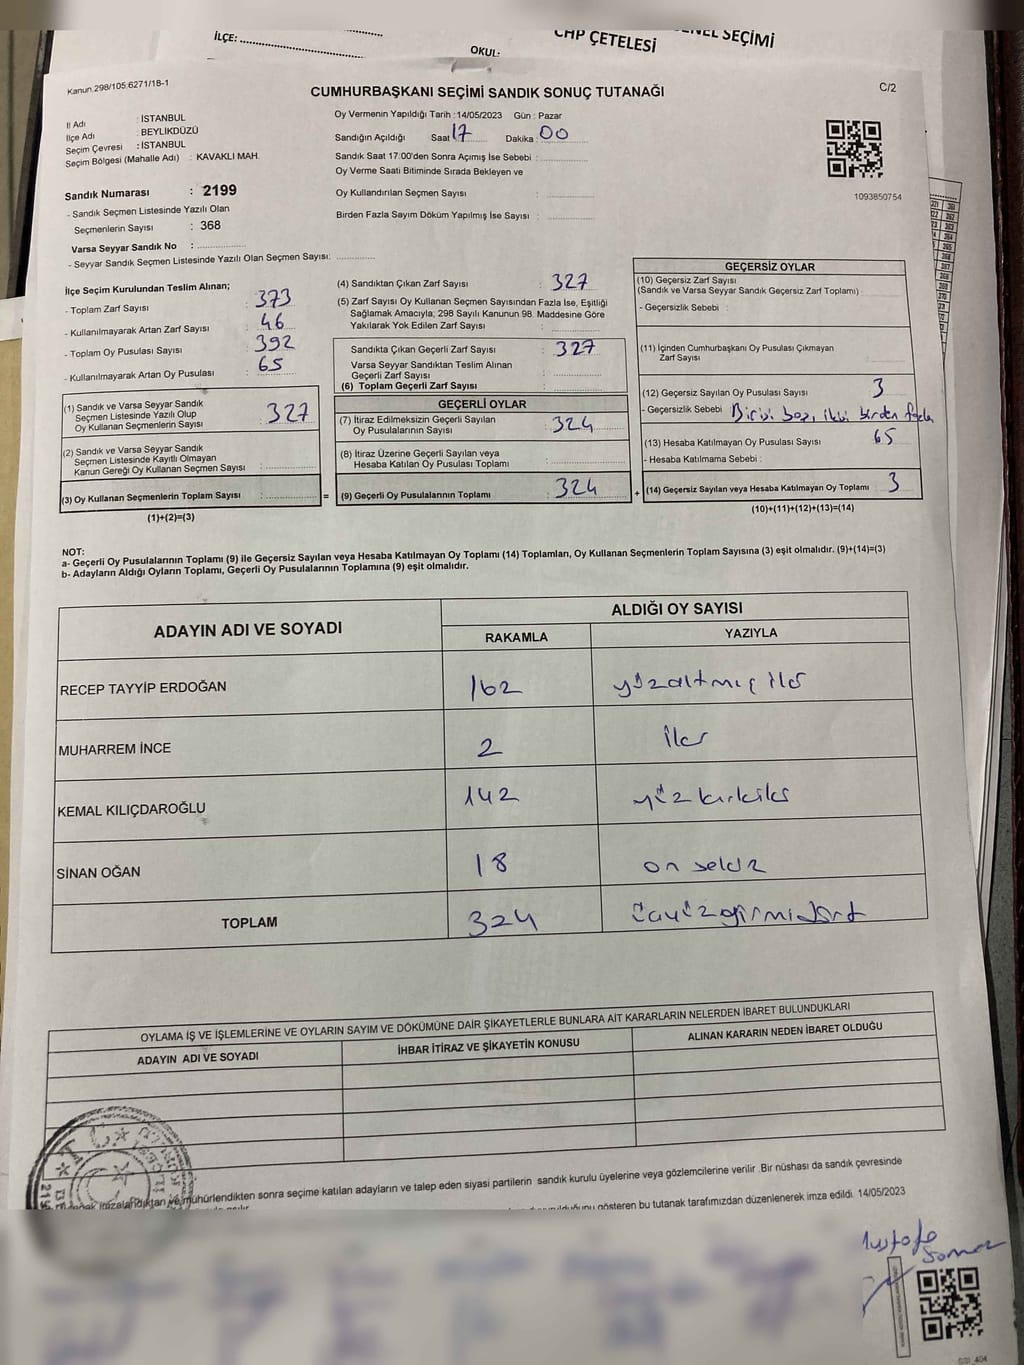 İLÇE:
OKUL:
CHP ÇETELESİ
SEÇİMİ
Kanun.298/105:6271/18-1
CUMHURBAŞKANI SEÇİMİ SANDIK SONUÇ TUTANAĞI
C/2
İl Adı : İSTANBUL
İlçe Adı : BEYLİKDÜZÜ
Seçim Çevresi : İSTANBUL
Seçim Bölgesi (Mahalle Adı) : KAVAKLI MAH.
Sandık Numarası : 2199
- Sandık Seçmen Listesinde Yazılı Olan
Seçmenlerin Sayısı : 368
Varsa Seyyar Sandık No :
- Seyyar Sandık Seçmen Listesinde Yazılı Olan Seçmen Sayısı:
Oy Vermenin Yapıldığı Tarih : 14/05/2023 Gün : Pazar
Sandığın Açıldığı Saat 17 Dakika 00
Sandık Saat 17:00'den Sonra Açımış İse Sebebi :
Oy Verme Saati Bitiminde Sırada Bekleyen ve
Oy Kullandırılan Seçmen Sayısı :
Birden Fazla Sayım Döküm Yapılmış İse Sayısı :
1093850754
İlçe Seçim Kurulundan Teslim Alınan;
- Toplam Zarf Sayısı : 373
- Kullanılmayarak Artan Zarf Sayısı : 46
- Toplam Oy Pusulası Sayısı : 392
- Kullanılmayarak Artan Oy Pusulası : 65
(1) Sandık ve Varsa Seyyar Sandık
Seçmen Listesinde Yazılı Olup
Oy Kullanan Seçmenlerin Sayısı : 327
(2) Sandık ve Varsa Seyyar Sandık
Seçmen Listesinde Kayıtlı Olmayan
Kanun Gereği Oy Kullanan Seçmen Sayısı :
(3) Oy Kullanan Seçmenlerin Toplam Sayısı : =
(1)+(2)=(3)
(4) Sandıktan Çıkan Zarf Sayısı : 327
(5) Zarf Sayısı Oy Kullanan Seçmen Sayısından Fazla İse, Eşitliği
Sağlamak Amacıyla; 298 Sayılı Kanunun 98. Maddesine Göre
Yakılarak Yok Edilen Zarf Sayısı :
Sandıkta Çıkan Geçerli Zarf Sayısı : 327
Varsa Seyyar Sandıktan Teslim Alınan
Geçerli Zarf Sayısı :
(6) Toplam Geçerli Zarf Sayısı :
GEÇERLİ OYLAR
(7) İtiraz Edilmeksizin Geçerli Sayılan
Oy Pusulalarının Sayısı : 324
(8) İtiraz Üzerine Geçerli Sayılan veya
Hesaba Katılan Oy Pusulası Toplamı :
(9) Geçerli Oy Pusulalarının Toplamı : 324 +
GEÇERSİZ OYLAR
(10) Geçersiz Zarf Sayısı
(Sandık ve Varsa Seyyar Sandık Geçersiz Zarf Toplamı)
- Geçersizlik Sebebi :
(11) İçinden Cumhurbaşkanı Oy Pusulası Çıkmayan
Zarf Sayısı :
(12) Geçersiz Sayılan Oy Pusulası Sayısı : 3
- Geçersizlik Sebebi Birisi boş, ikisi birden fazla
(13) Hesaba Katılmayan Oy Pusulası Sayısı : 65
- Hesaba Katılmama Sebebi :
(14) Geçersiz Sayılan veya Hesaba Katılmayan Oy Toplamı : 3
(10)+(11)+(12)+(13)=(14)
NOT:
a- Geçerli Oy Pusulalarının Toplamı (9) ile Geçersiz Sayılan veya Hesaba Katılmayan Oy Toplamı (14) Toplamları, Oy Kullanan Seçmenlerin Toplam Sayısına (3) eşit olmalıdır. (9)+(14)=(3)
b- Adayların Aldığı Oyların Toplamı, Geçerli Oy Pusulalarının Toplamına (9) eşit olmalıdır.
ADAYIN ADI VE SOYADI
ALDIĞI OY SAYISI
RAKAMLA
YAZIYLA
RECEP TAYYİP ERDOĞAN 162 yüzaltmış iki
MUHARREM İNCE 2 iki
KEMAL KILIÇDAROĞLU 142 yüzkırkiki
SİNAN OĞAN 18 on sekiz
TOPLAM 324 üçyüzyirmidört
OYLAMA İŞ VE İŞLEMLERİNE VE OYLARIN SAYIM VE DÖKÜMÜNE DAİR ŞİKAYETLERLE BUNLARA AİT KARARLARIN NELERDEN İBARET BULUNDUKLARI
ADAYIN ADI VE SOYADI
İHBAR İTİRAZ VE ŞİKAYETİN KONUSU
ALINAN KARARIN NEDEN İBARET OLDUĞU
imzalandıktan ve mühürlendikten sonra seçime katılan adayların ve talep eden siyasi partilerin sandık kurulu üyelerine veya gözlemcilerine verilir .Bir nüshası da sandık çevresinde
gösteren bu tutanak tarafımızdan düzenlenerek imza edildi. 14/05/2023
T.C.